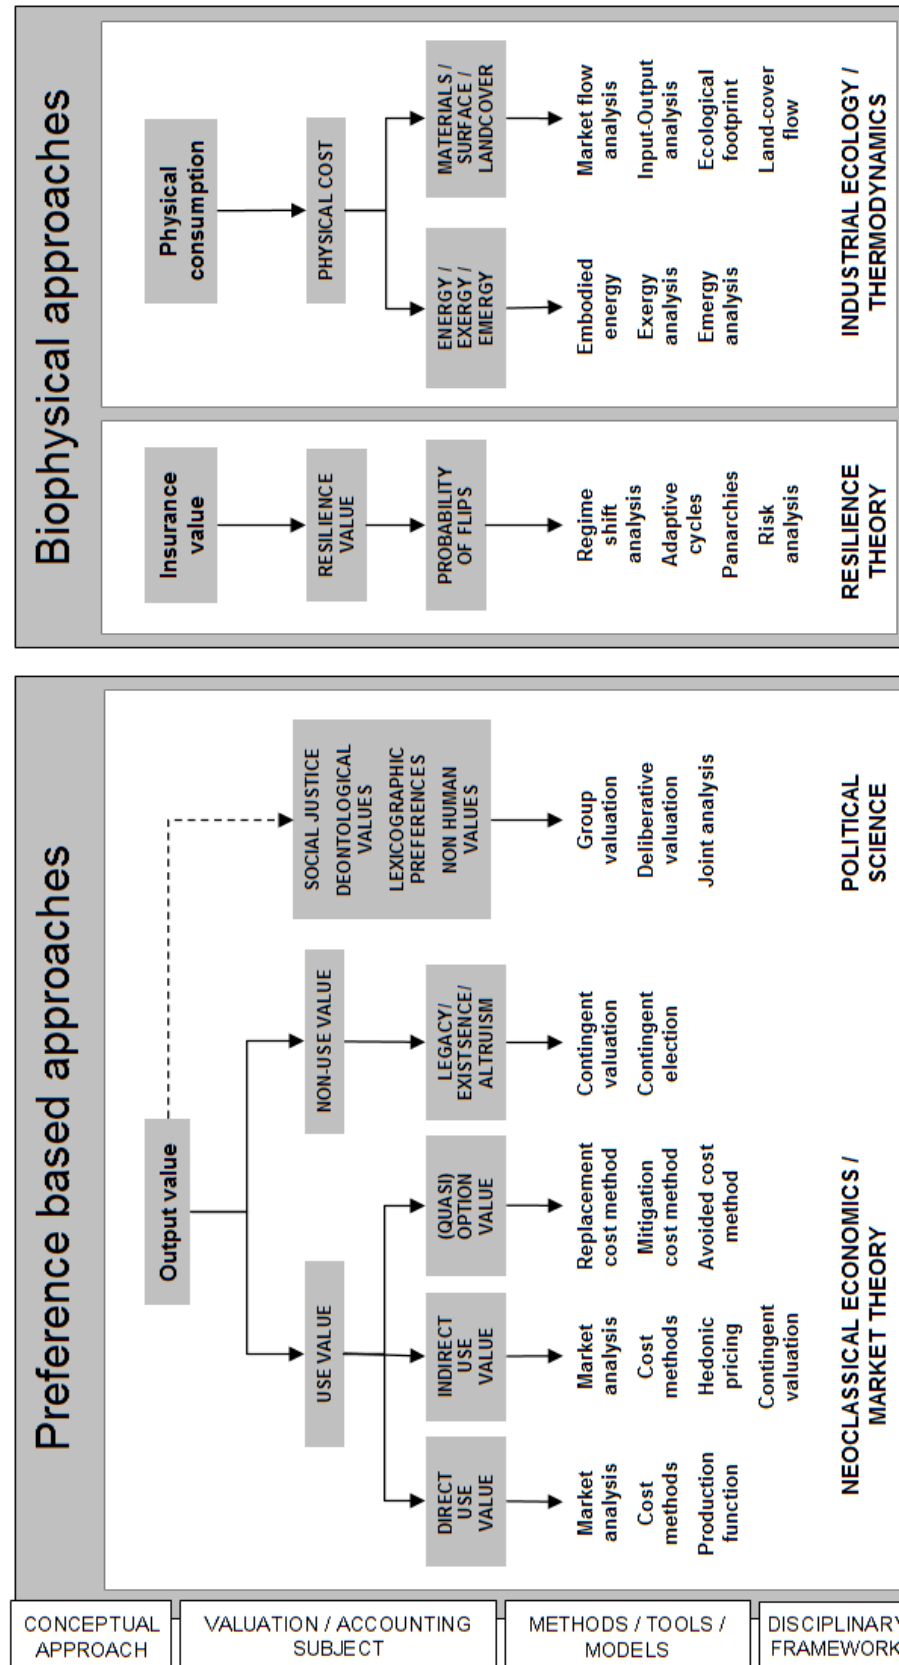 Preference based approaches
Output value
USE VALUE
NON-USE VALUE
SOCIAL JUSTICE
DEONTOLOGICAL
VALUES
LEXICOGRAPHIC
PREFERENCES
NON HUMAN
VALUES
DIRECT
USE
VALUE
INDIRECT
USE
VALUE
(QUASI)
OPTION
VALUE
LEGACY/
EXISTSENCE/
ALTRUISM
Market
analysis
Cost
methods
Production
function
Market
analysis
Cost
methods
Hedonic
pricing
Contingent
valuation
Replacement
cost method
Mitigation
cost method
Avoided cost
method
Contingent
valuation
Contingent
election
Group
valuation
Deliberative
valuation
Joint analysis
NEOCLASSICAL ECONOMICS /
MARKET THEORY
POLITICAL
SCIENCE
Biophysical approaches
Insurance
value
RESILIENCE
VALUE
PROBABILITY
OF FLIPS
Regime
shift
analysis
Adaptive
cycles
Panarchies
Risk
analysis
RESILIENCE
THEORY
Physical
consumption
PHYSICAL COST
ENERGY /
EXERGY /
EMERGY
MATERIALS /
SURFACE /
LANDCOVER
Embodied
energy
Exergy
analysis
Emergy
analysis
Market flow
analysis
Input-Output
analysis
Ecological
footprint
Land-cover
flow
INDUSTRIAL ECOLOGY /
THERMODYNAMICS
CONCEPTUAL
APPROACH
VALUATION / ACCOUNTING
SUBJECT
METHODS / TOOLS /
MODELS
DISCIPLINARY
FRAMEWORK